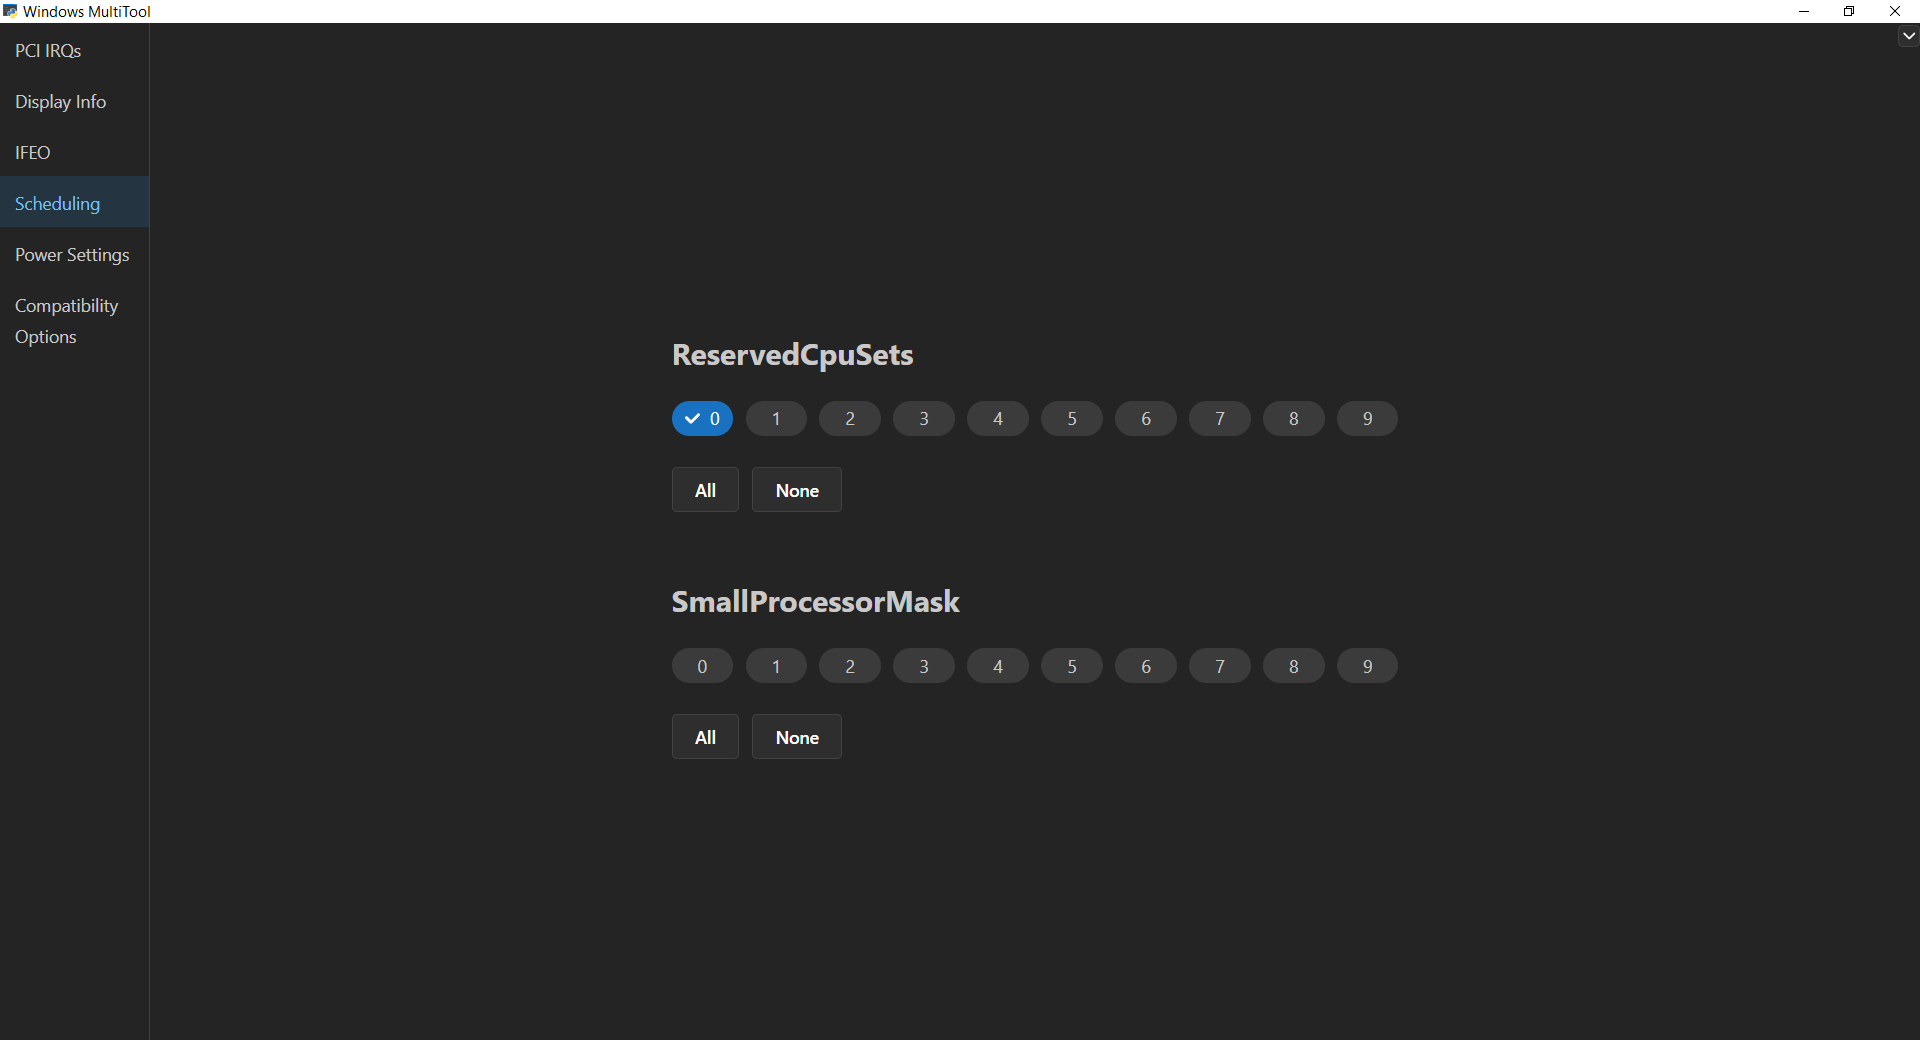 Windows MultiTool
PCI IRQs
Display Info
IFEO
Scheduling
Power Settings
Compatibility
Options
ReservedCpuSets
0 1 2 3 4 5 6 7 8 9
All None
SmallProcessorMask
0 1 2 3 4 5 6 7 8 9
All None